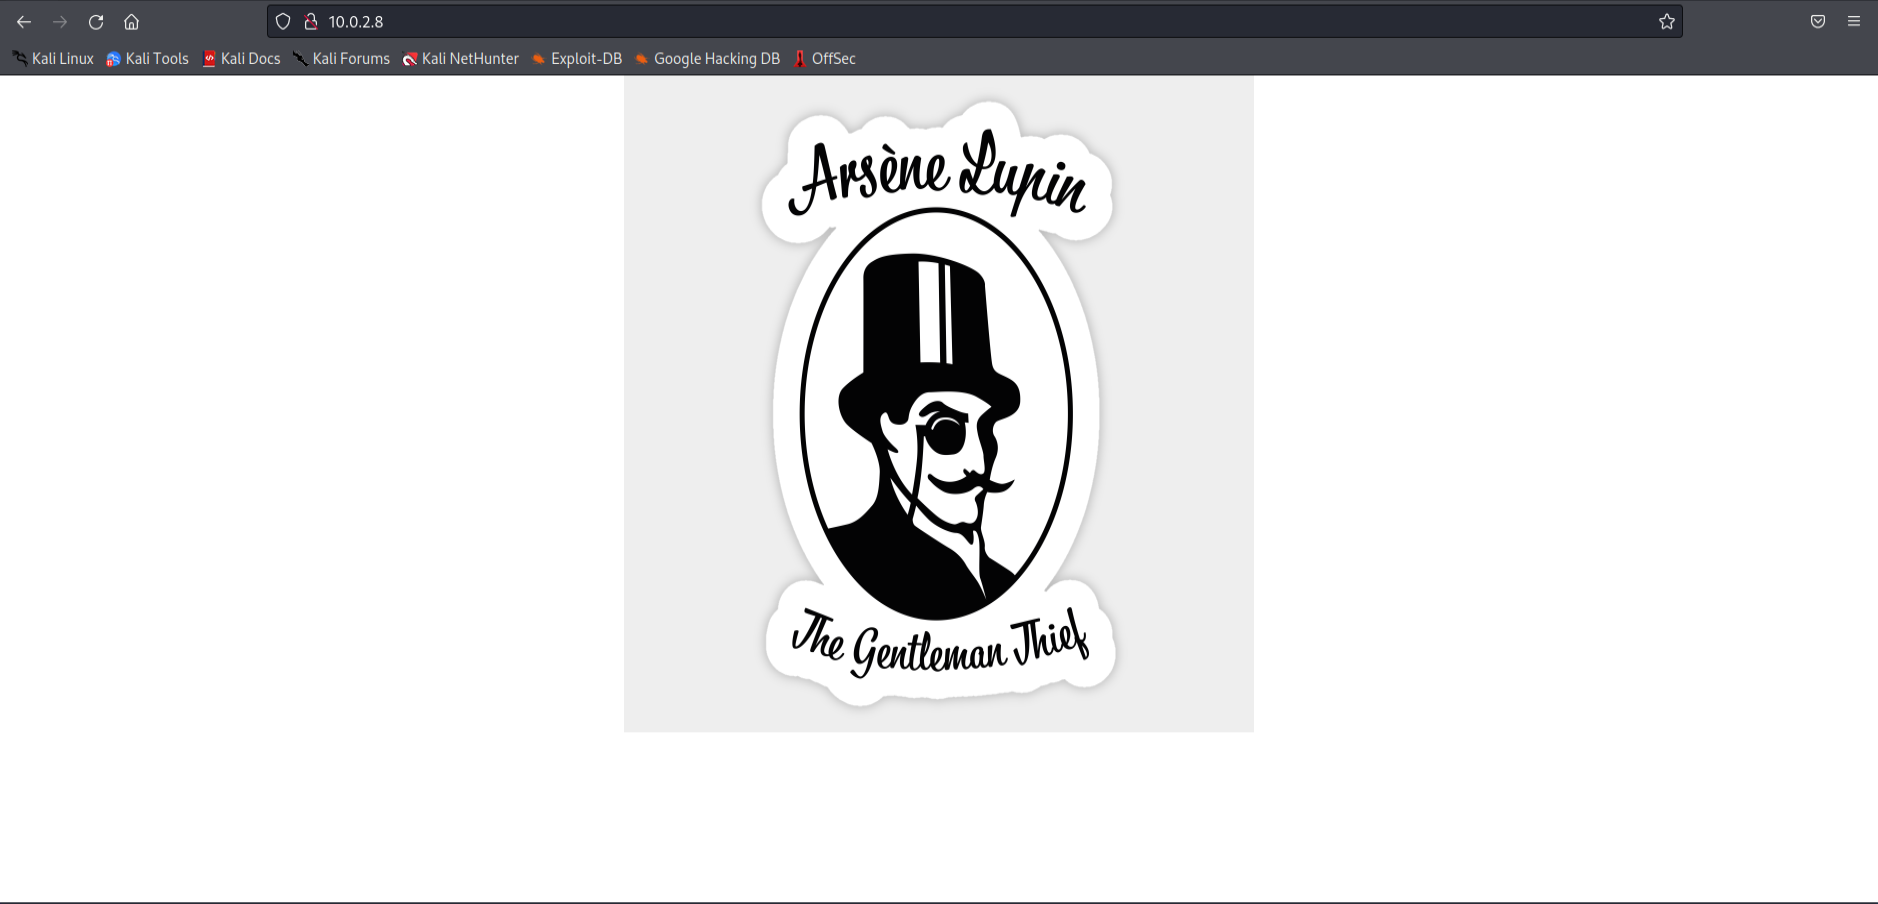 10.0.2.8
Kali Linux Kali Tools Kali Docs Kali Forums Kali NetHunter Exploit-DB Google Hacking DB OffSec
Arsène Lupin
The Gentleman Thief